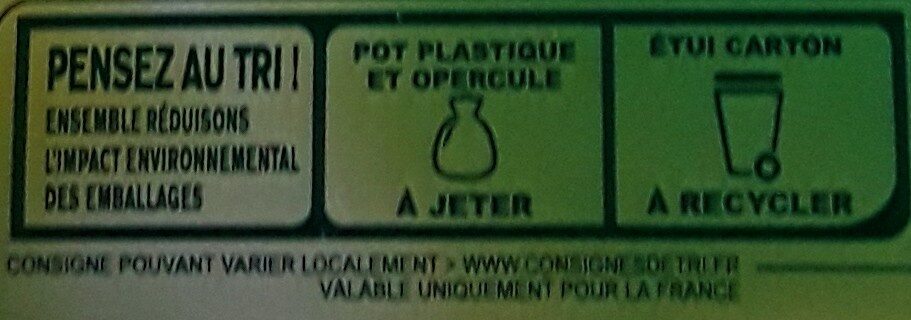 PENSEZ AU TRI !
ENSEMBLE RÉDUISONS
L'IMPACT ENVIRONNEMENTAL
DES EMBALLAGES
POT PLASTIQUE
ET OPERCULE
À JETER
ÉTUI CARTON
À RECYCLER
CONSIGNE POUVANT VARIER LOCALEMENT > WWW.CONSIGNESDETRI.FR
VALABLE UNIQUEMENT POUR LA FRANCE